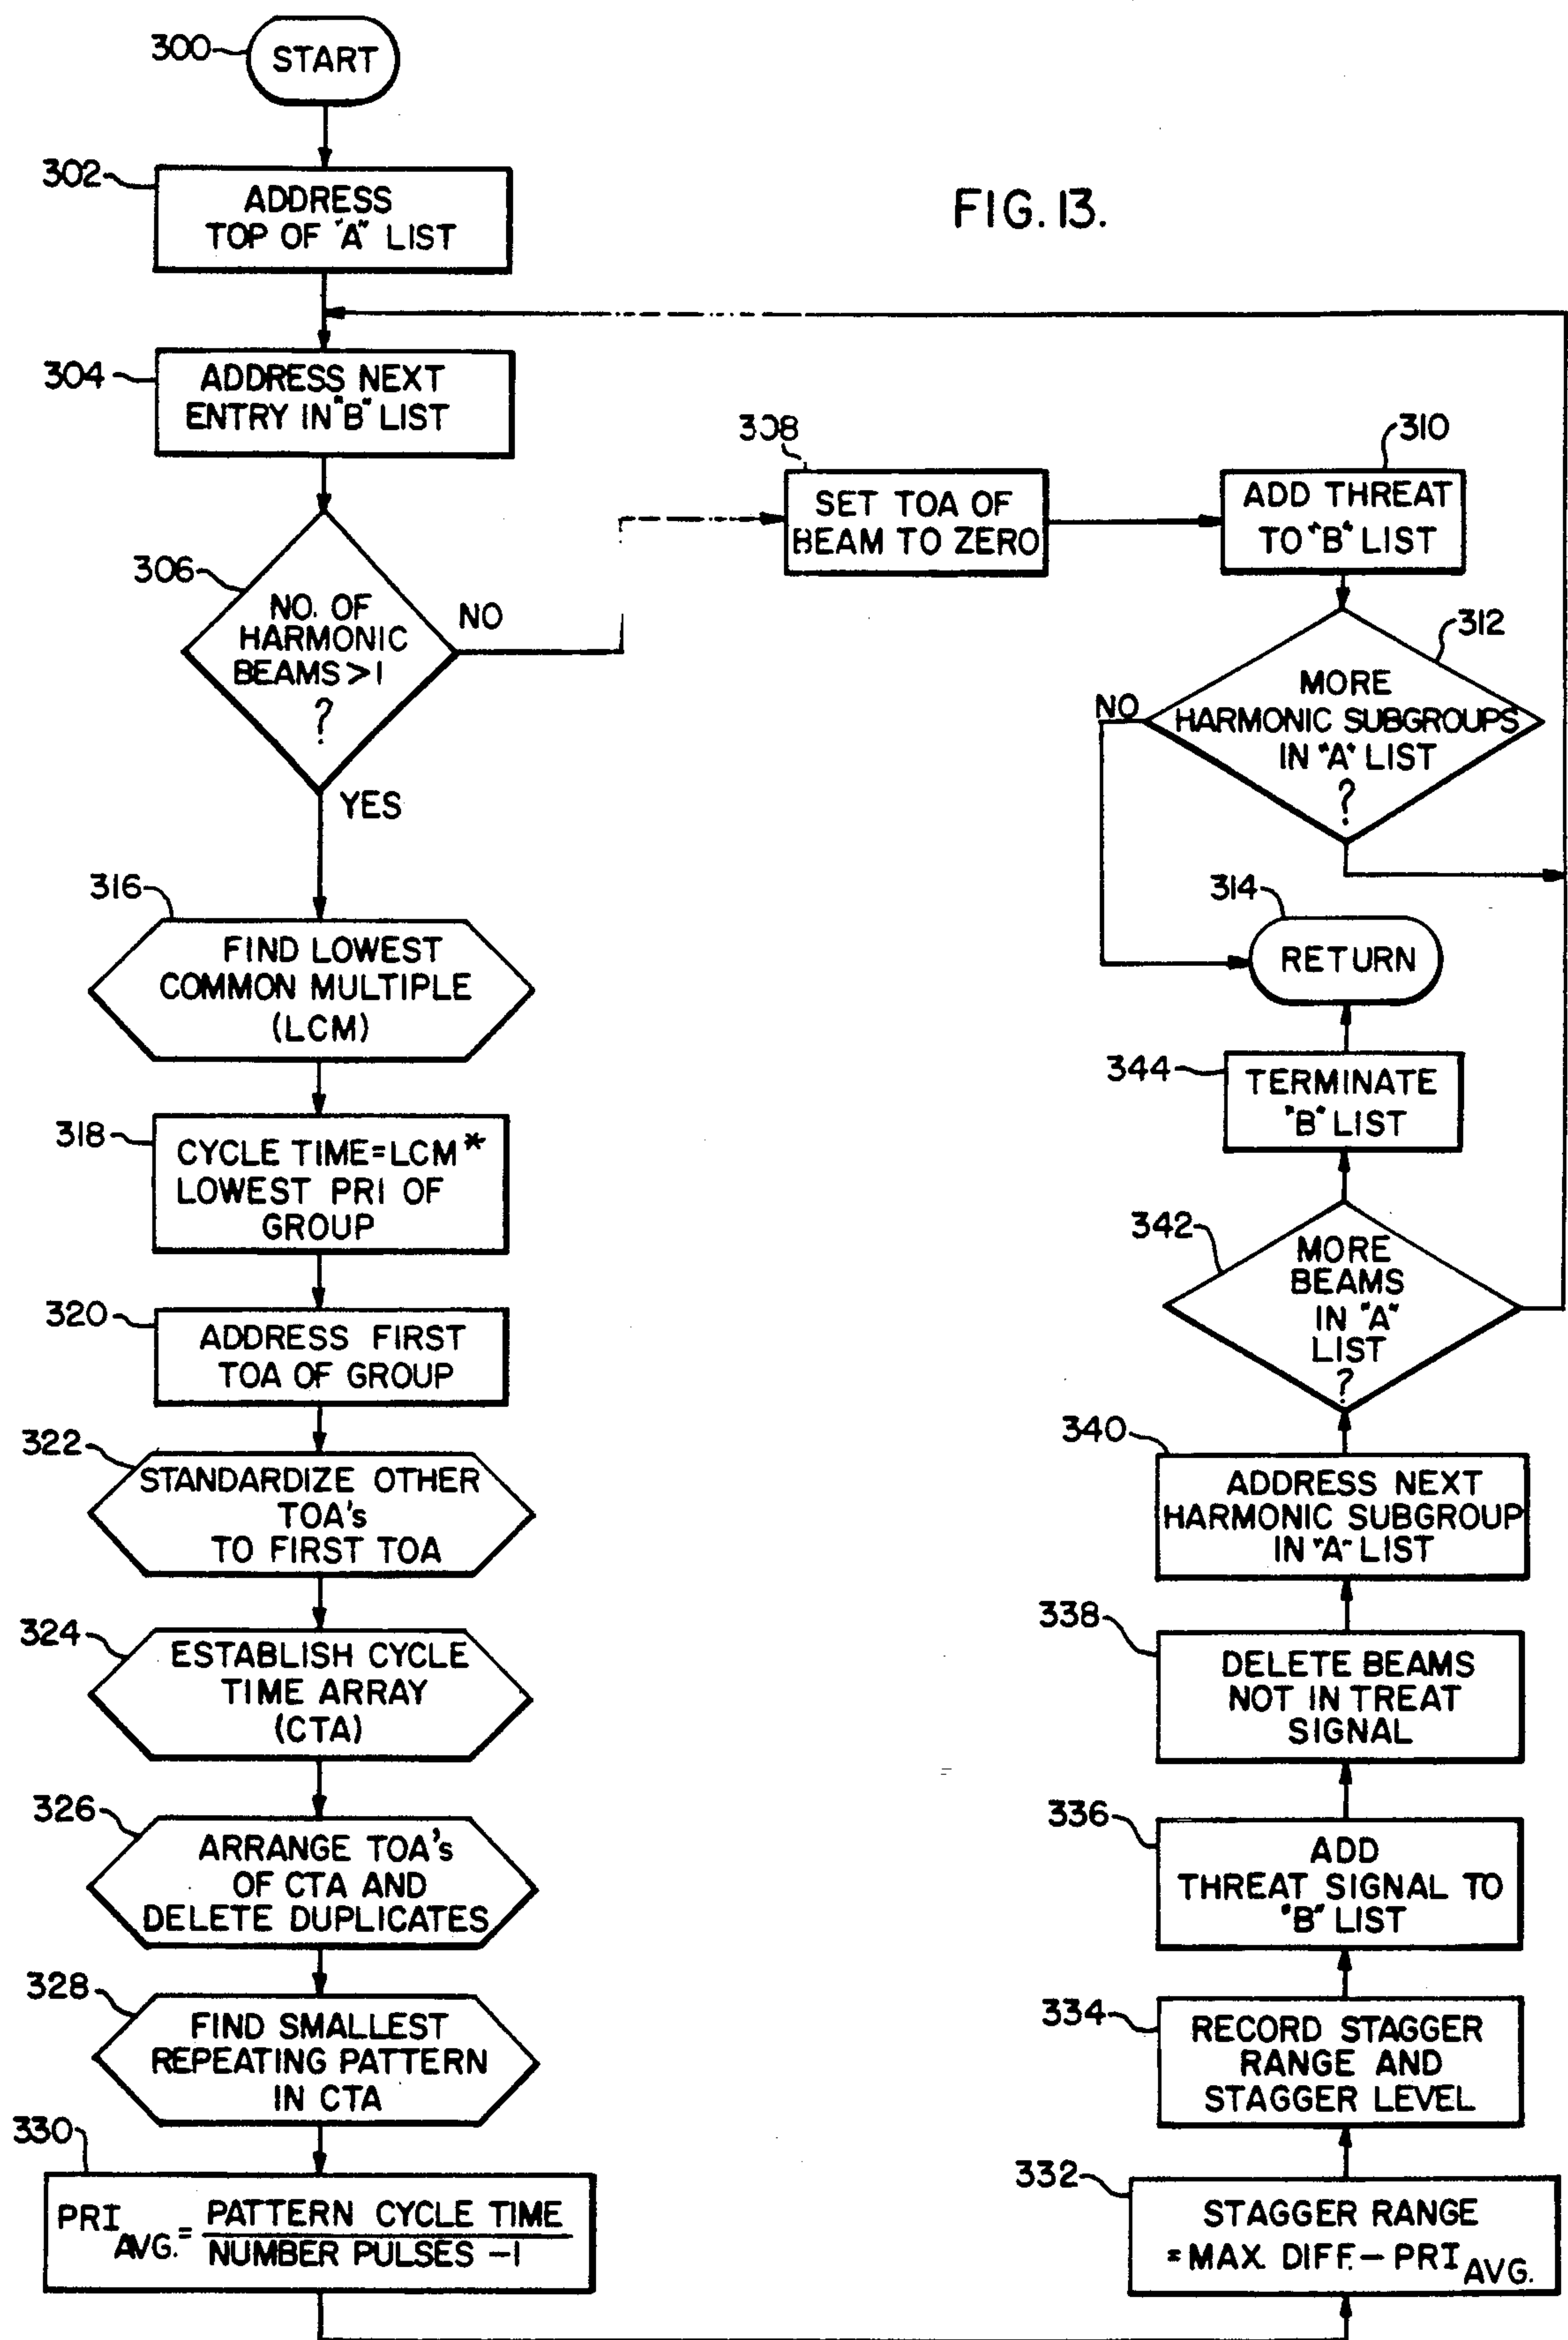 300
START
302
ADDRESS
TOP OF "A" LIST
FIG. 13.
304
ADDRESS NEXT
ENTRY IN "B" LIST
306
NO. OF
HARMONIC
BEAMS > 1
?
NO
YES
308
SET TOA OF
BEAM TO ZERO
310
ADD THREAT
TO "B" LIST
312
MORE
HARMONIC SUBGROUPS
IN "A" LIST
?
NO
314
RETURN
316
FIND LOWEST
COMMON MULTIPLE
(LCM)
318
CYCLE TIME=LCM*
LOWEST PRI OF
GROUP
320
ADDRESS FIRST
TOA OF GROUP
322
STANDARDIZE OTHER
TOA's
TO FIRST TOA
324
ESTABLISH CYCLE
TIME ARRAY
(CTA)
326
ARRANGE TOA's
OF CTA AND
DELETE DUPLICATES
328
FIND SMALLEST
REPEATING PATTERN
IN CTA
330
PRI AVG. = PATTERN CYCLE TIME
NUMBER PULSES -1
332
STAGGER RANGE
= MAX. DIFF. - PRI AVG.
334
RECORD STAGGER
RANGE AND
STAGGER LEVEL
336
ADD
THREAT SIGNAL TO
"B" LIST
338
DELETE BEAMS
NOT IN TREAT
SIGNAL
340
ADDRESS NEXT
HARMONIC SUBGROUP
IN "A" LIST
342
MORE
BEAMS
IN "A"
LIST
?
344
TERMINATE
"B" LIST